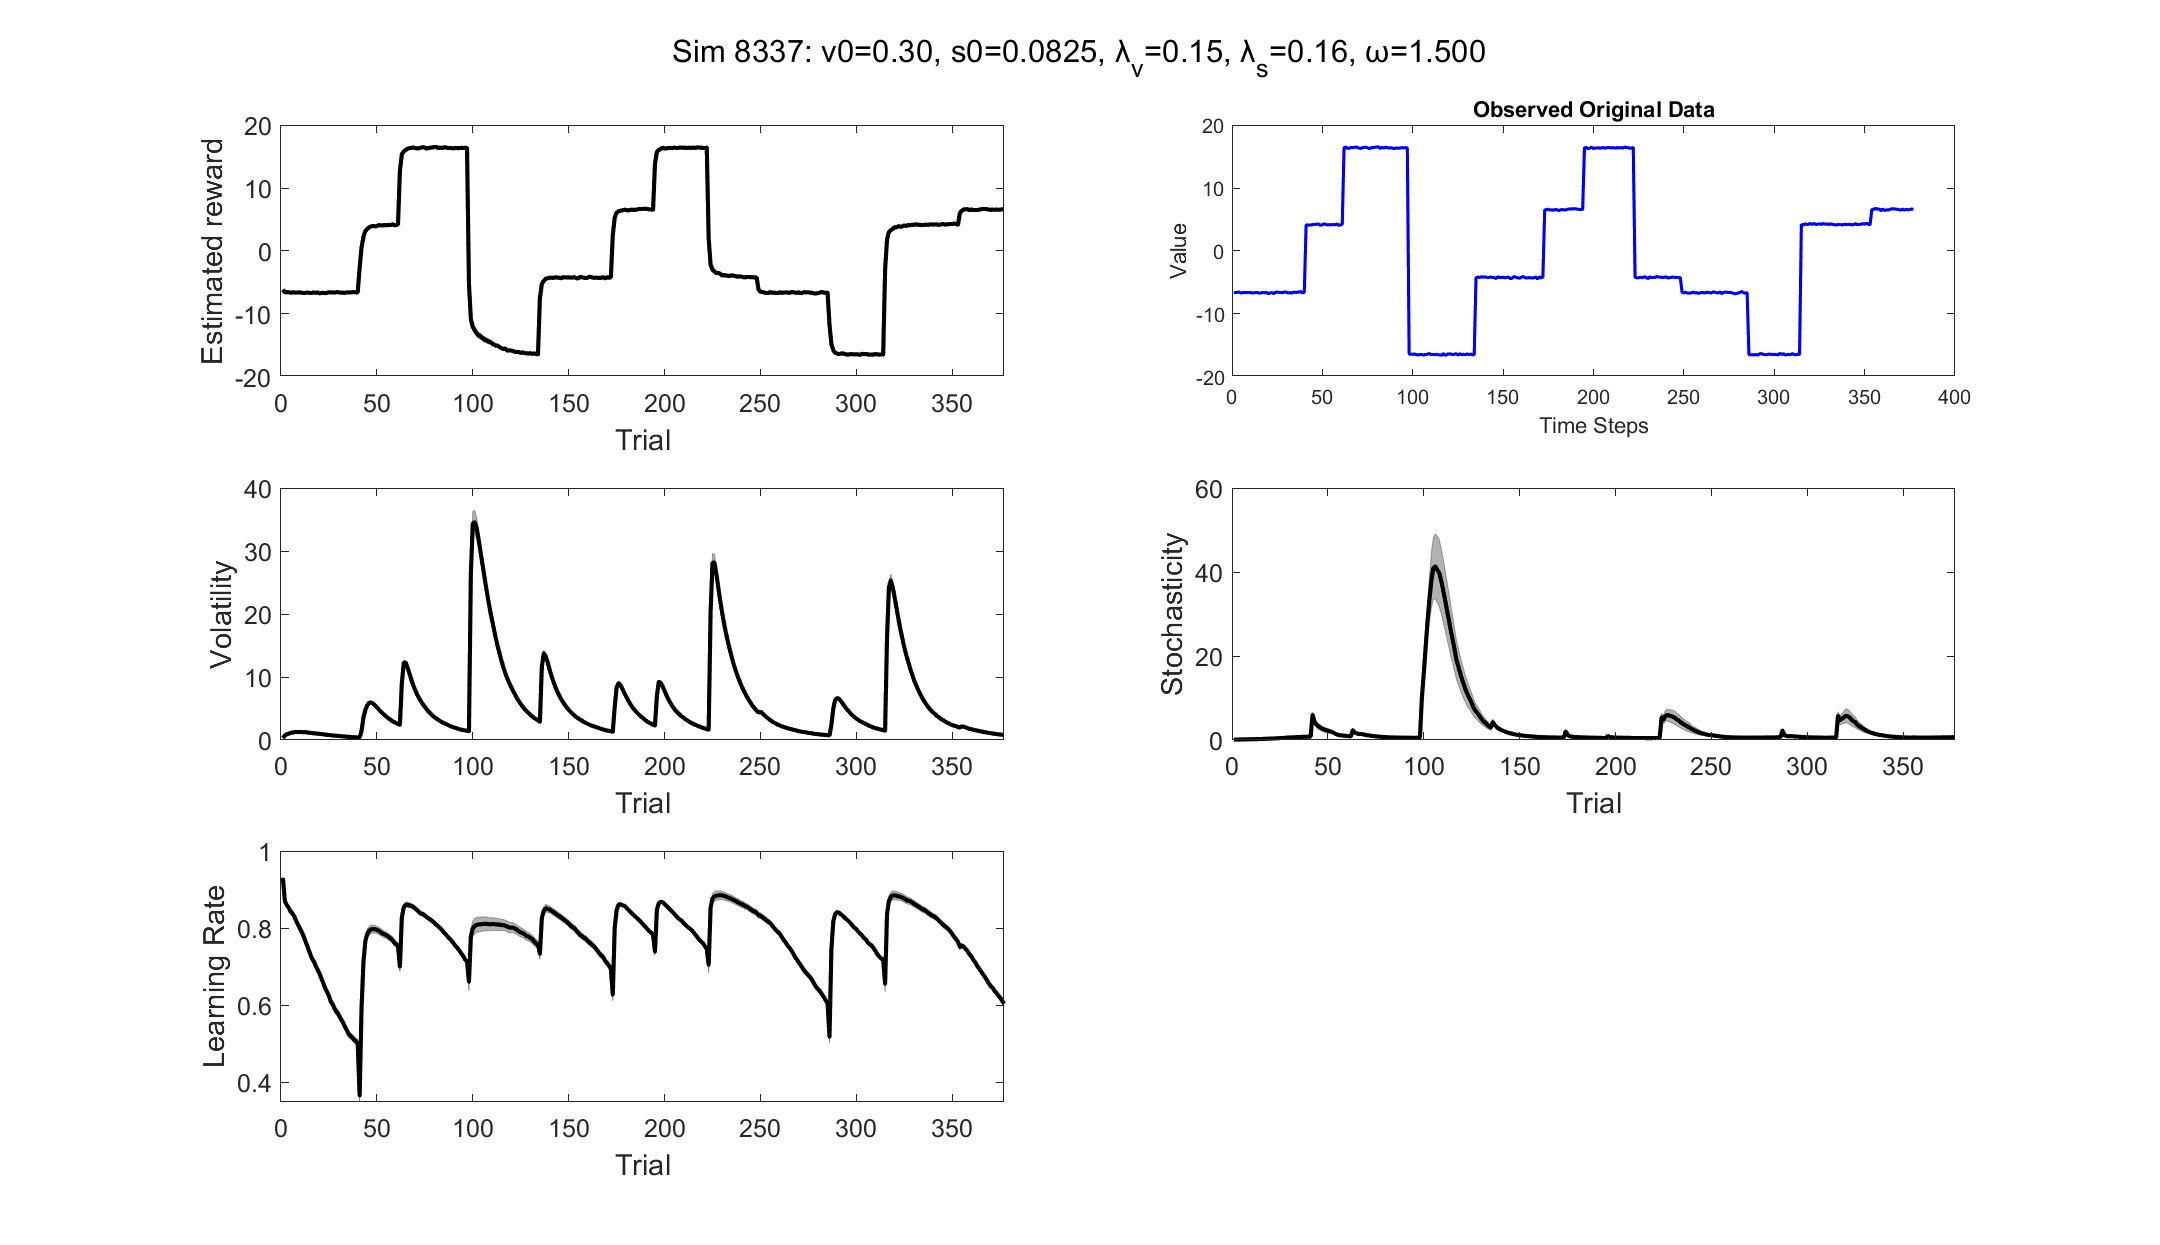 Sim 8337: v0=0.30, s0=0.0825, λ_v=0.15, λ_s=0.16, ω=1.500
20
10
0
-10
-20
Estimated reward
0 50 100 150 200 250 300 350
Trial
Observed Original Data
20
10
0
-10
-20
Value
0 50 100 150 200 250 300 350 400
Time Steps
40
30
20
10
0
Volatility
0 50 100 150 200 250 300 350
Trial
60
40
20
0
Stochasticity
0 50 100 150 200 250 300 350
Trial
1
0.8
0.6
0.4
Learning Rate
0 50 100 150 200 250 300 350
Trial